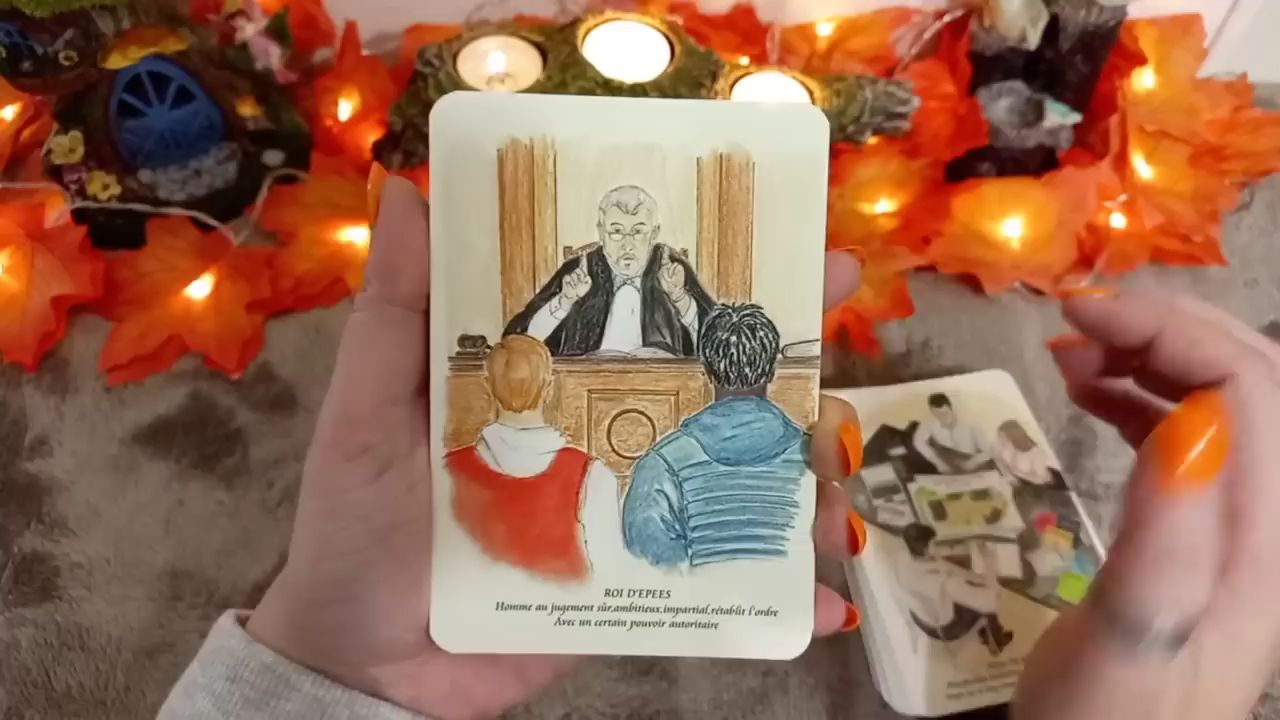 ROI D'EPEES
Homme au jugement sûr,ambitieux,impartial,rétablit l'ordre
Avec un certain pouvoir autoritaire